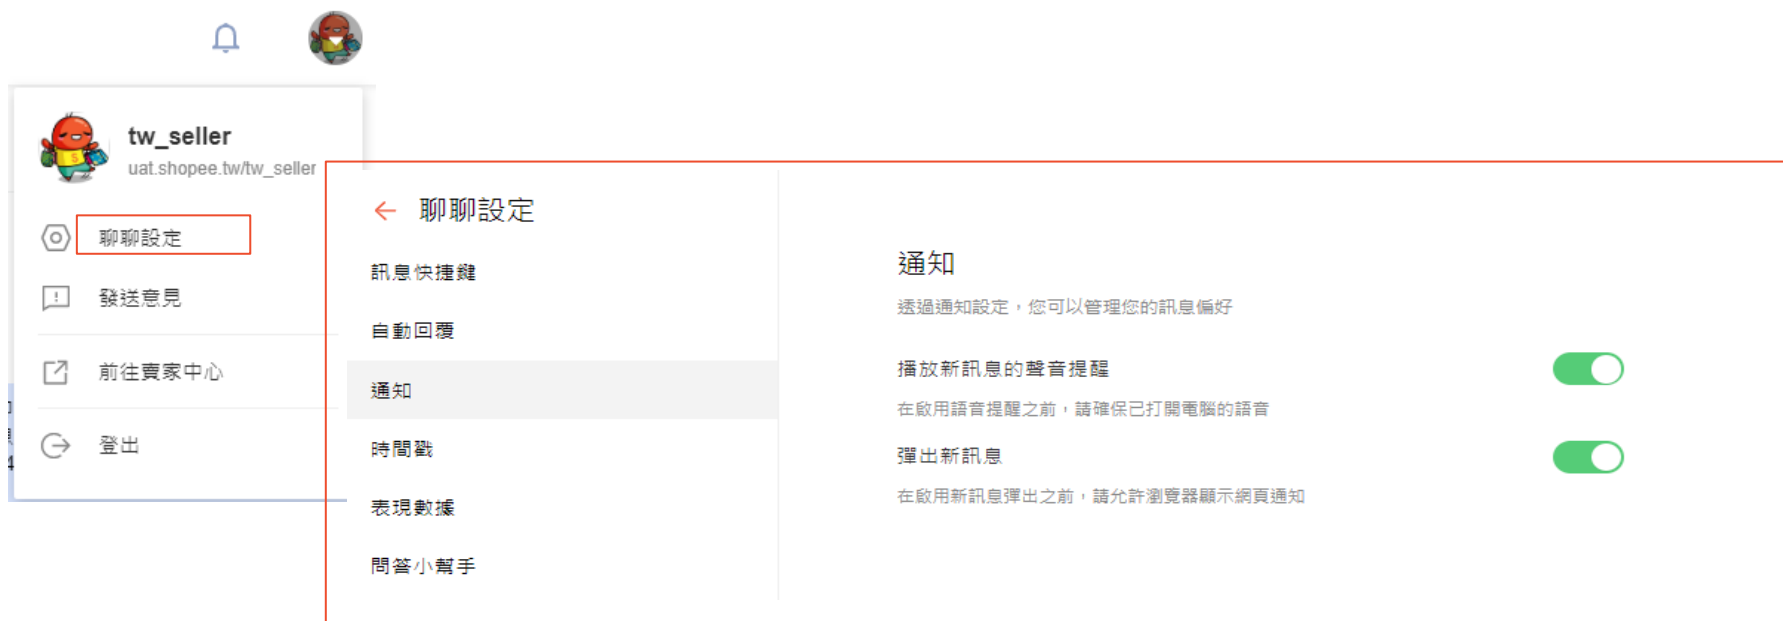 tw_seller
uat.shopee.tw/tw_seller
聊聊設定
發送意見
前往賣家中心
登出
聊聊設定
訊息快捷鍵
自動回覆
通知
時間戳
表現數據
問答小幫手
通知
透過通知設定，您可以管理您的訊息偏好
播放新訊息的聲音提醒
在啟用語音提醒之前，請確保已打開電腦的語音
彈出新訊息
在啟用新訊息彈出之前，請允許瀏覽器顯示網頁通知